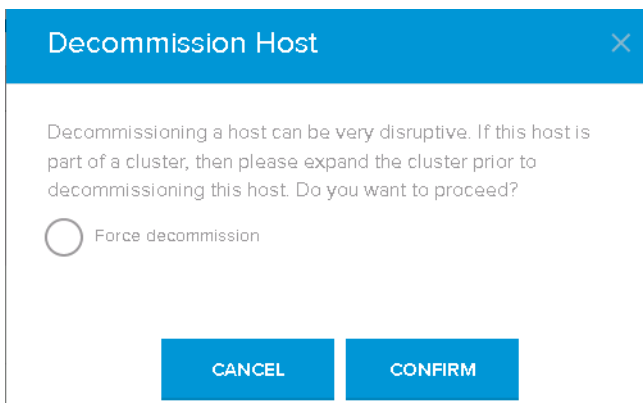 Decommission Host
Decommissioning a host can be very disruptive. If this host is
part of a cluster, then please expand the cluster prior to
decommissioning this host. Do you want to proceed?
Force decommission
CANCEL CONFIRM